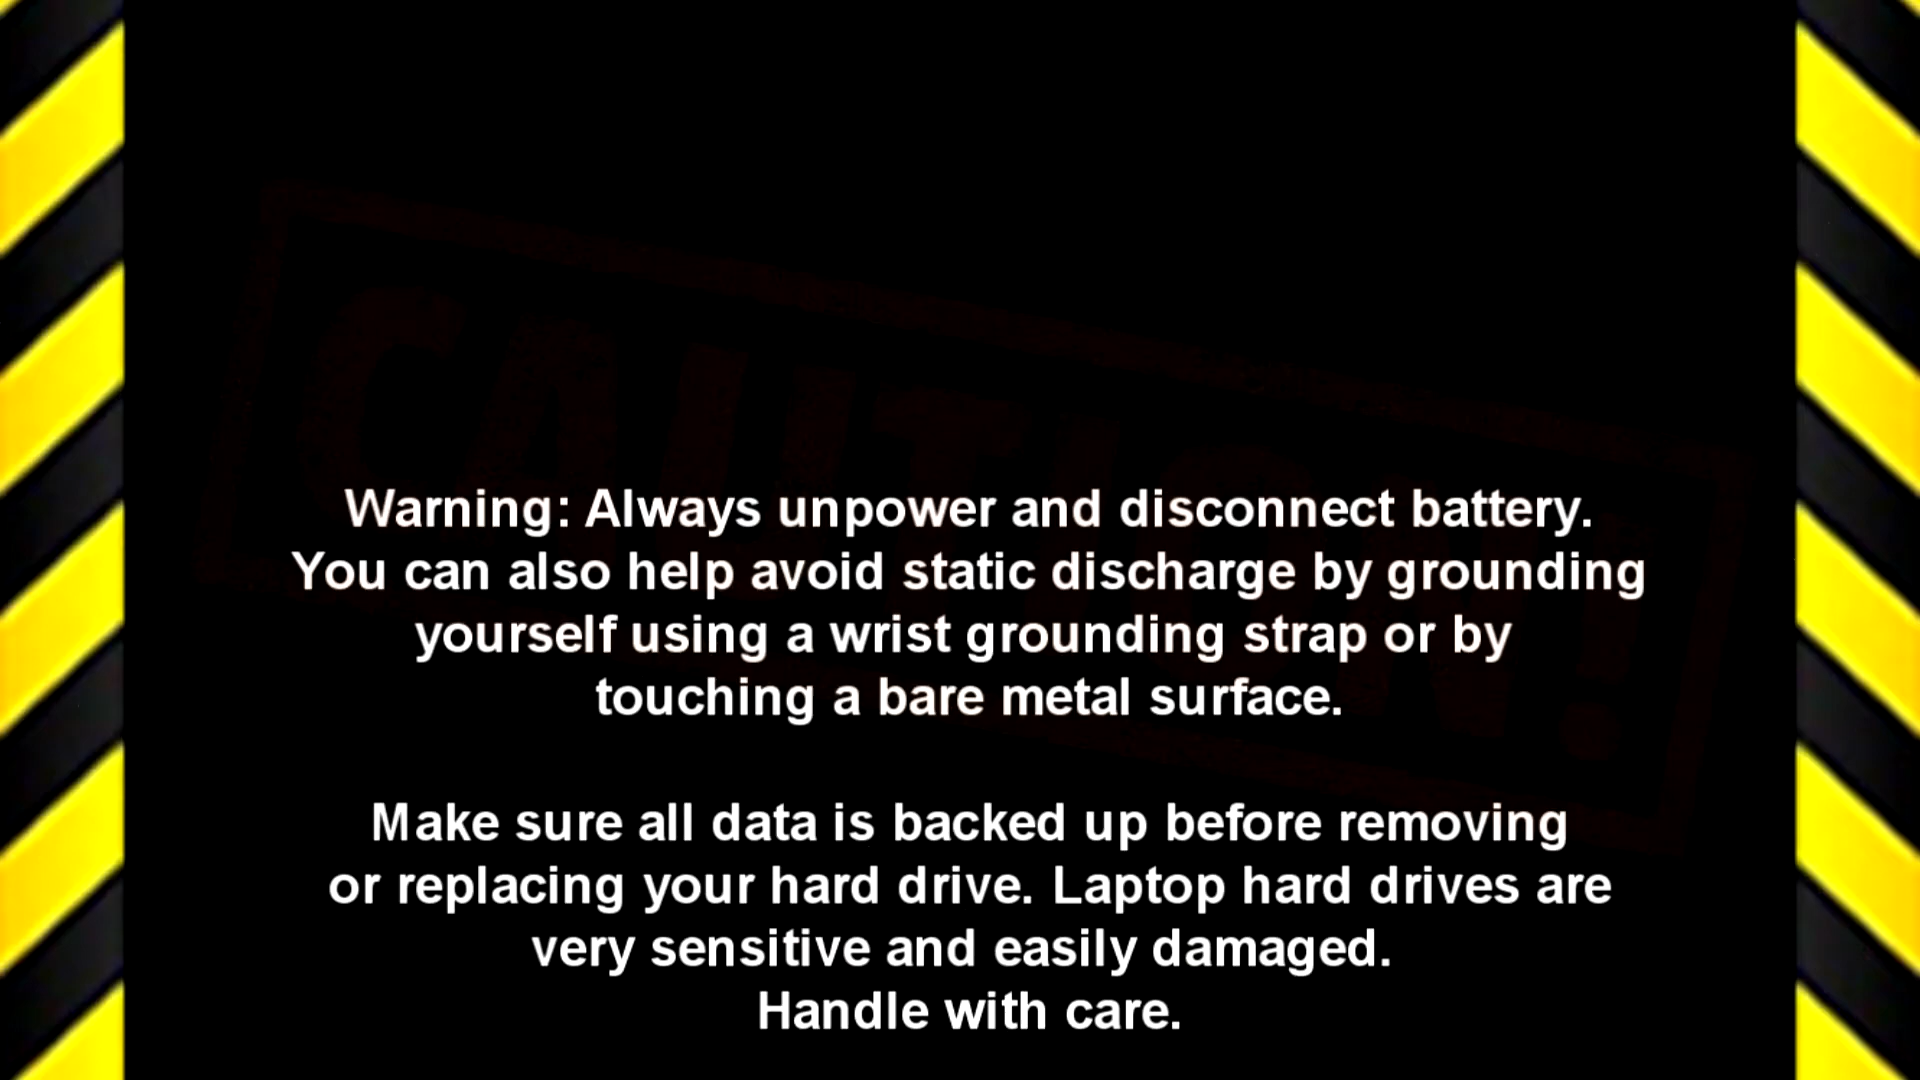 CAUTION!
Warning: Always unpower and disconnect battery.
You can also help avoid static discharge by grounding
yourself using a wrist grounding strap or by
touching a bare metal surface.
Make sure all data is backed up before removing
or replacing your hard drive. Laptop hard drives are
very sensitive and easily damaged.
Handle with care.